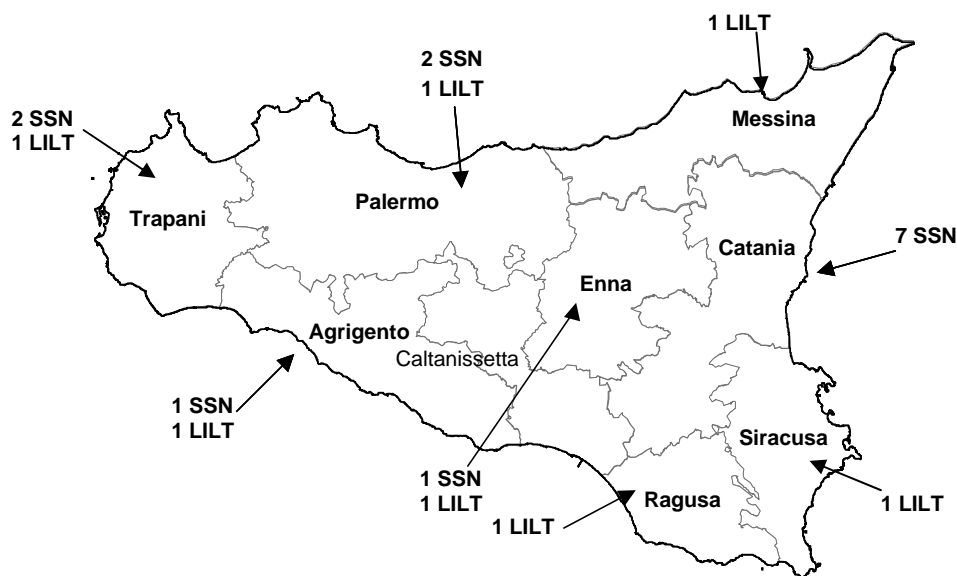 1 LILT
2 SSN
1 LILT
2 SSN
1 LILT
Messina
Palermo
Trapani
Catania
7 SSN
Enna
Agrigento
Caltanissetta
1 SSN
1 LILT
Siracusa
1 SSN
1 LILT
Ragusa
1 LILT
1 LILT